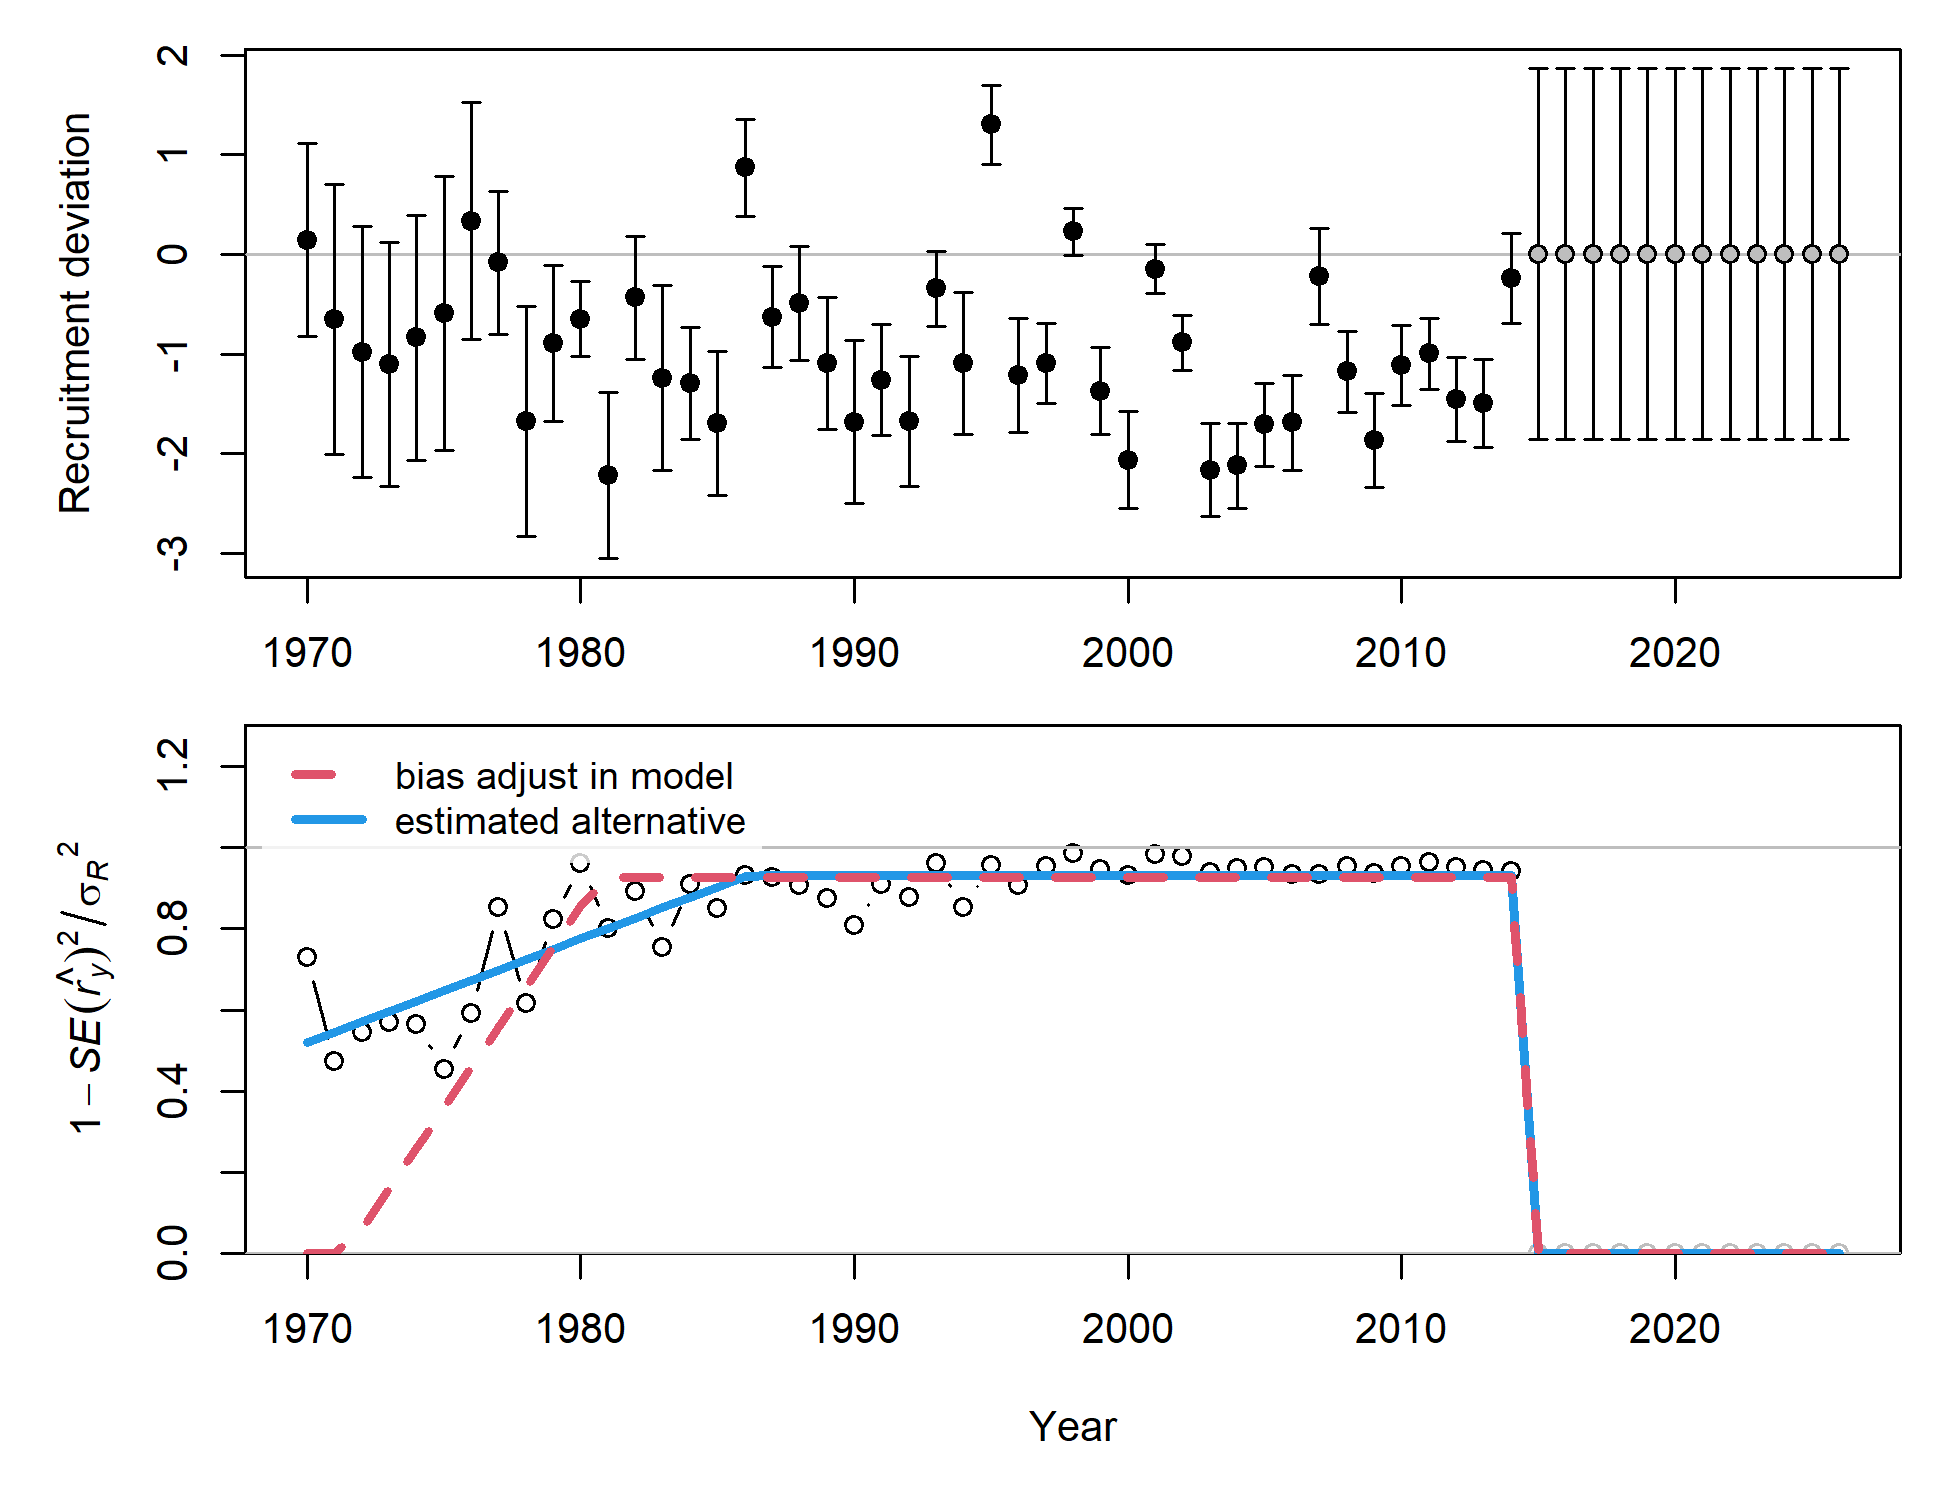 Recruitment deviation
2
1
0
-1
-2
-3
1970 1980 1990 2000 2010 2020
bias adjust in model
estimated alternative
1 − SE(r̂_y)² / σ_R²
1.2
0.8
0.4
0.0
1970 1980 1990 2000 2010 2020
Year